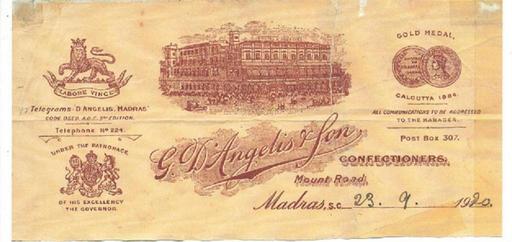 LABORE VINCES
Telegrams: D'ANGELIS, MADRAS
CODE USED. A.B.C. 5TH EDITION.
Telephone Nº 224.
UNDER THE PATRONAGE
OF HIS EXCELLENCY
THE GOVERNOR.
GOLD MEDAL.
CALCUTTA 1884.
ALL COMMUNICATIONS TO BE ADDRESSED
TO THE MANAGER.
Post Box 307.
G. D'Angelis & Son,
CONFECTIONERS,
Mount Road
Madras, S.C. 23. 9. 1920.